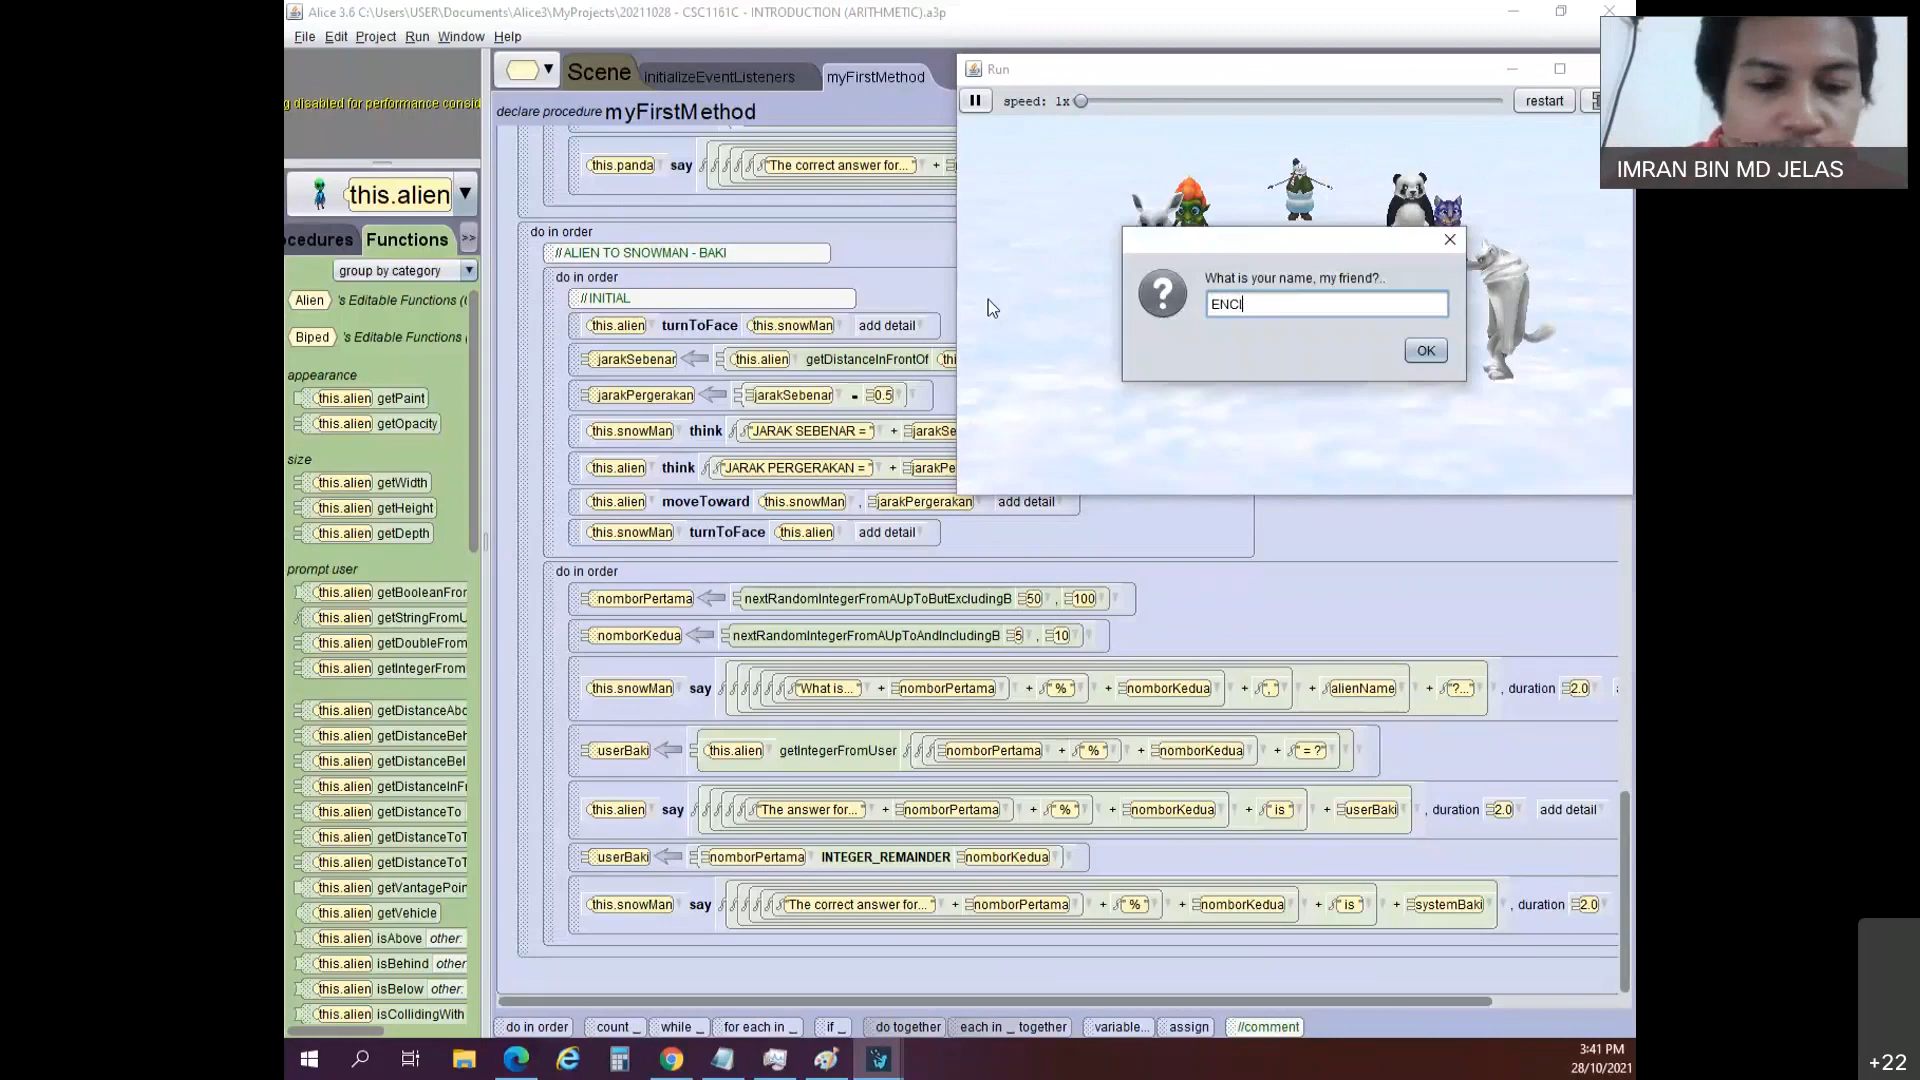 Alice 3.6 C:\Users\USER\Documents\Alice3\MyProjects\20211028 - CSC1161C - INTRODUCTION (ARITHMETIC).a3p
File Edit Project Run Window Help
g disabled for performance consid
this.alien
cedures Functions >>
group by category
Alien 's Editable Functions (
Biped 's Editable Functions
appearance
this.alien getPaint
this.alien getOpacity
size
this.alien getWidth
this.alien getHeight
this.alien getDepth
prompt user
this.alien getBooleanFror
this.alien getStringFromU
this.alien getDoubleFrom
this.alien getIntegerFrom
this.alien getDistanceAbo
this.alien getDistanceBeh
this.alien getDistanceBel
this.alien getDistanceInFi
this.alien getDistanceTo
this.alien getDistanceToT
this.alien getDistanceToT
this.alien getVantagePoin
this.alien getVehicle
this.alien isAbove other:
this.alien isBehind other
this.alien isBelow other:
this.alien isCollidingWith
Scene initializeEventListeners myFirstMethod
declare procedure myFirstMethod
this.panda say "The correct answer for..." +
do in order
//ALIEN TO SNOWMAN - BAKI
do in order
//INITIAL
this.alien turnToFace this.snowMan add detail
jarakSebenar this.alien getDistanceInFrontOf thi
jarakPergerakan jarakSebenar - 0.5
this.snowMan think "JARAK SEBENAR = " + jarakSe
this.alien think "JARAK PERGERAKAN = " + jarakPe
this.alien moveToward this.snowMan , jarakPergerakan add detail
this.snowMan turnToFace this.alien add detail
do in order
nomborPertama nextRandomIntegerFromAUpToButExcludingB 50 , 100
nomborKedua nextRandomIntegerFromAUpToAndIncludingB 5 , 10
this.snowMan say "What is..." + nomborPertama + " % " + nomborKedua + ", " + alienName + "?..." , duration 2.0
userBaki this.alien getIntegerFromUser nomborPertama + " % " + nomborKedua + " = ?"
this.alien say "The answer for..." + nomborPertama + " % " + nomborKedua + " is " + userBaki , duration 2.0 add detail
userBaki nomborPertama INTEGER_REMAINDER nomborKedua
this.snowMan say "The correct answer for... " + nomborPertama + " % " + nomborKedua + " is " + systemBaki , duration 2.0
do in order count _ while _ for each in _ if _ do together each in _ together variable... assign //comment
Run
speed: 1x restart
What is your name, my friend?..
ENCI
OK
IMRAN BIN MD JELAS
3:41 PM
28/10/2021
+22